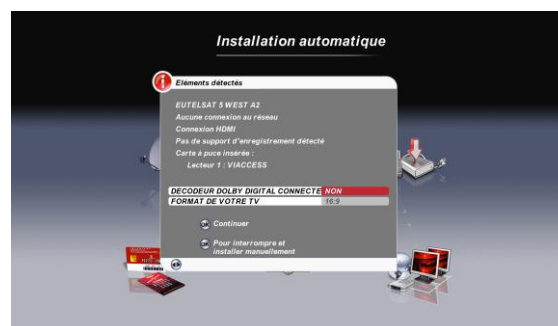 Installation automatique
Eléments détectés
EUTELSAT 5 WEST A2
Aucune connexion au réseau
Connexion HDMI
Pas de support d'enregistrement détecté
Carte à puce insérée :
Lecteur 1 : VIACCESS
DECODEUR DOLBY DIGITAL CONNECTE NON
FORMAT DE VOTRE TV 16:9
Continuer
Pour interrompre et
installer manuellement